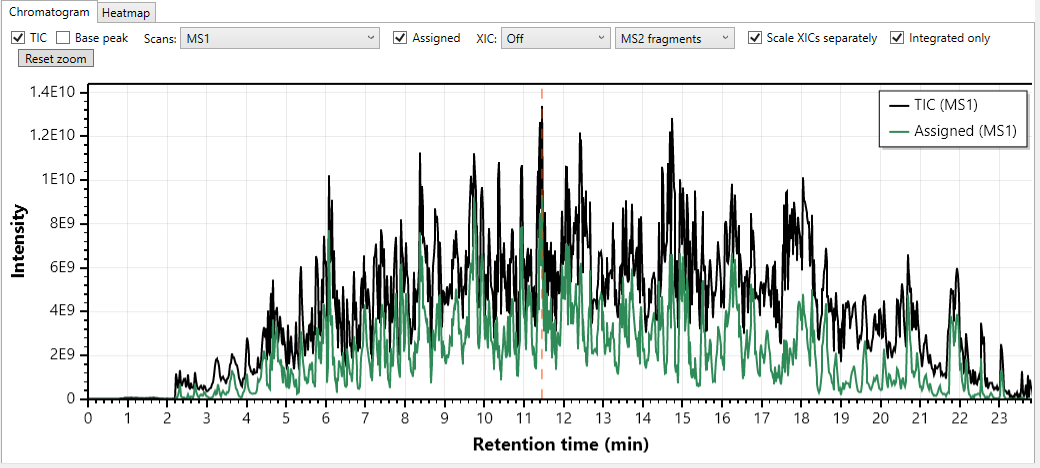 Chromatogram Heatmap
TIC Base peak Scans: MS1 Assigned XIC: Off MS2 fragments Scale XICs separately Integrated only
Reset zoom
1.4E10
1.2E10
1E10
8E9
6E9
4E9
2E9
0
Intensity
TIC (MS1)
Assigned (MS1)
0 1 2 3 4 5 6 7 8 9 10 11 12 13 14 15 16 17 18 19 20 21 22 23
Retention time (min)